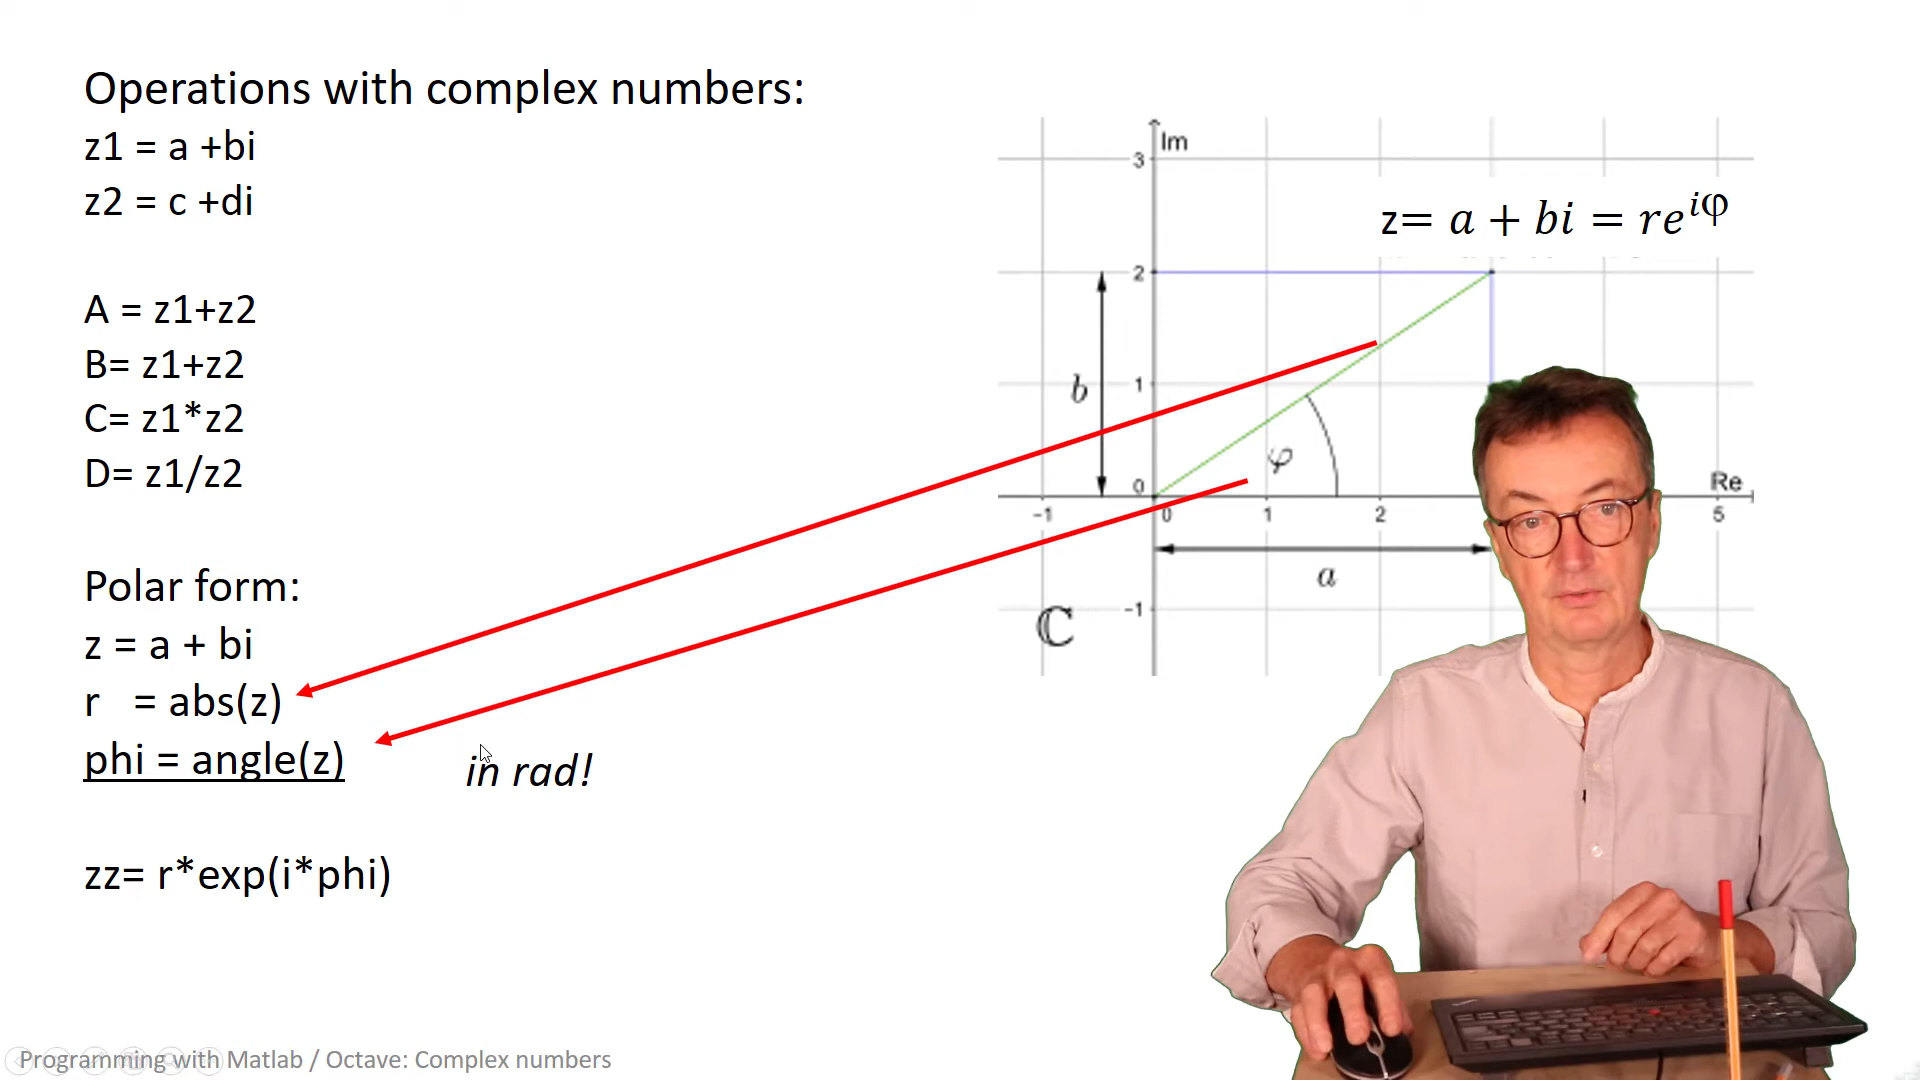 Operations with complex numbers:
z1 = a +bi
z2 = c +di
A = z1+z2
B= z1+z2
C= z1*z2
D= z1/z2
Polar form:
z = a + bi
r = abs(z)
phi = angle(z)
in rad!
zz= r*exp(i*phi)
Im
3
z= a + bi = re^{iφ}
2
b
1
φ
0
Re
-1 0 1 2 5
a
ℂ
-1
Programming with Matlab / Octave: Complex numbers